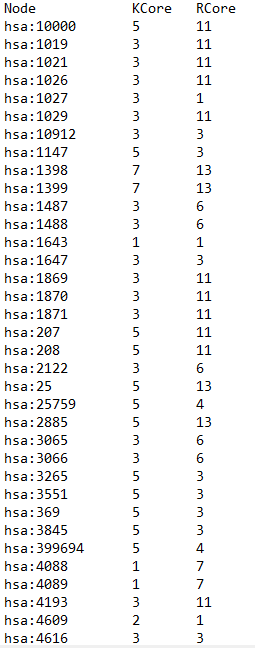 Node KCore RCore
hsa:10000 5 11
hsa:1019 3 11
hsa:1021 3 11
hsa:1026 3 11
hsa:1027 3 1
hsa:1029 3 11
hsa:10912 3 3
hsa:1147 5 3
hsa:1398 7 13
hsa:1399 7 13
hsa:1487 3 6
hsa:1488 3 6
hsa:1643 1 1
hsa:1647 3 3
hsa:1869 3 11
hsa:1870 3 11
hsa:1871 3 11
hsa:207 5 11
hsa:208 5 11
hsa:2122 3 6
hsa:25 5 13
hsa:25759 5 4
hsa:2885 5 13
hsa:3065 3 6
hsa:3066 3 6
hsa:3265 5 3
hsa:3551 5 3
hsa:369 5 3
hsa:3845 5 3
hsa:399694 5 4
hsa:4088 1 7
hsa:4089 1 7
hsa:4193 3 11
hsa:4609 2 1
hsa:4616 3 3